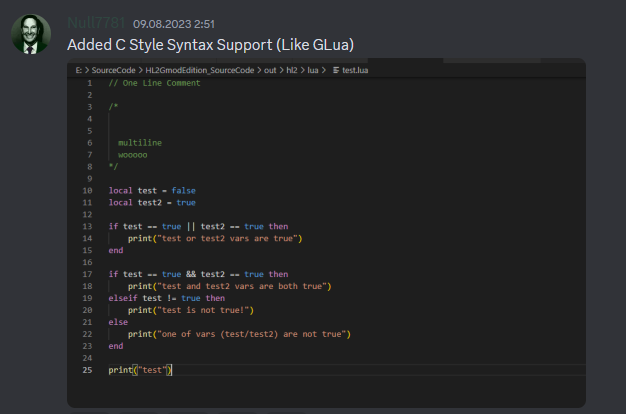 Null7781 09.08.2023 2:51
Added C Style Syntax Support (Like GLua)
E: > SourceCode > HL2GmodEdition_SourceCode > out > hl2 > lua > test.lua
1 // One Line Comment
2
3 /*
4
5
6 multiline
7 wooooo
8 */
9
10 local test = false
11 local test2 = true
12
13 if test == true || test2 == true then
14 print("test or test2 vars are true")
15 end
16
17 if test == true && test2 == true then
18 print("test and test2 vars are both true")
19 elseif test != true then
20 print("test is not true!")
21 else
22 print("one of vars (test/test2) are not true")
23 end
24
25 print("test")